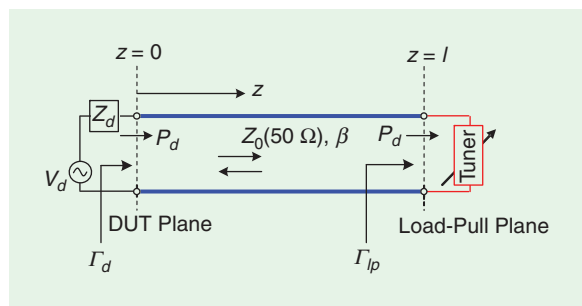 z = 0
z = l
z
Z_d
P_d
Z_0(50 Ω), β
P_d
Tuner
V_d
DUT Plane
Load-Pull Plane
Γ_d
Γ_lp